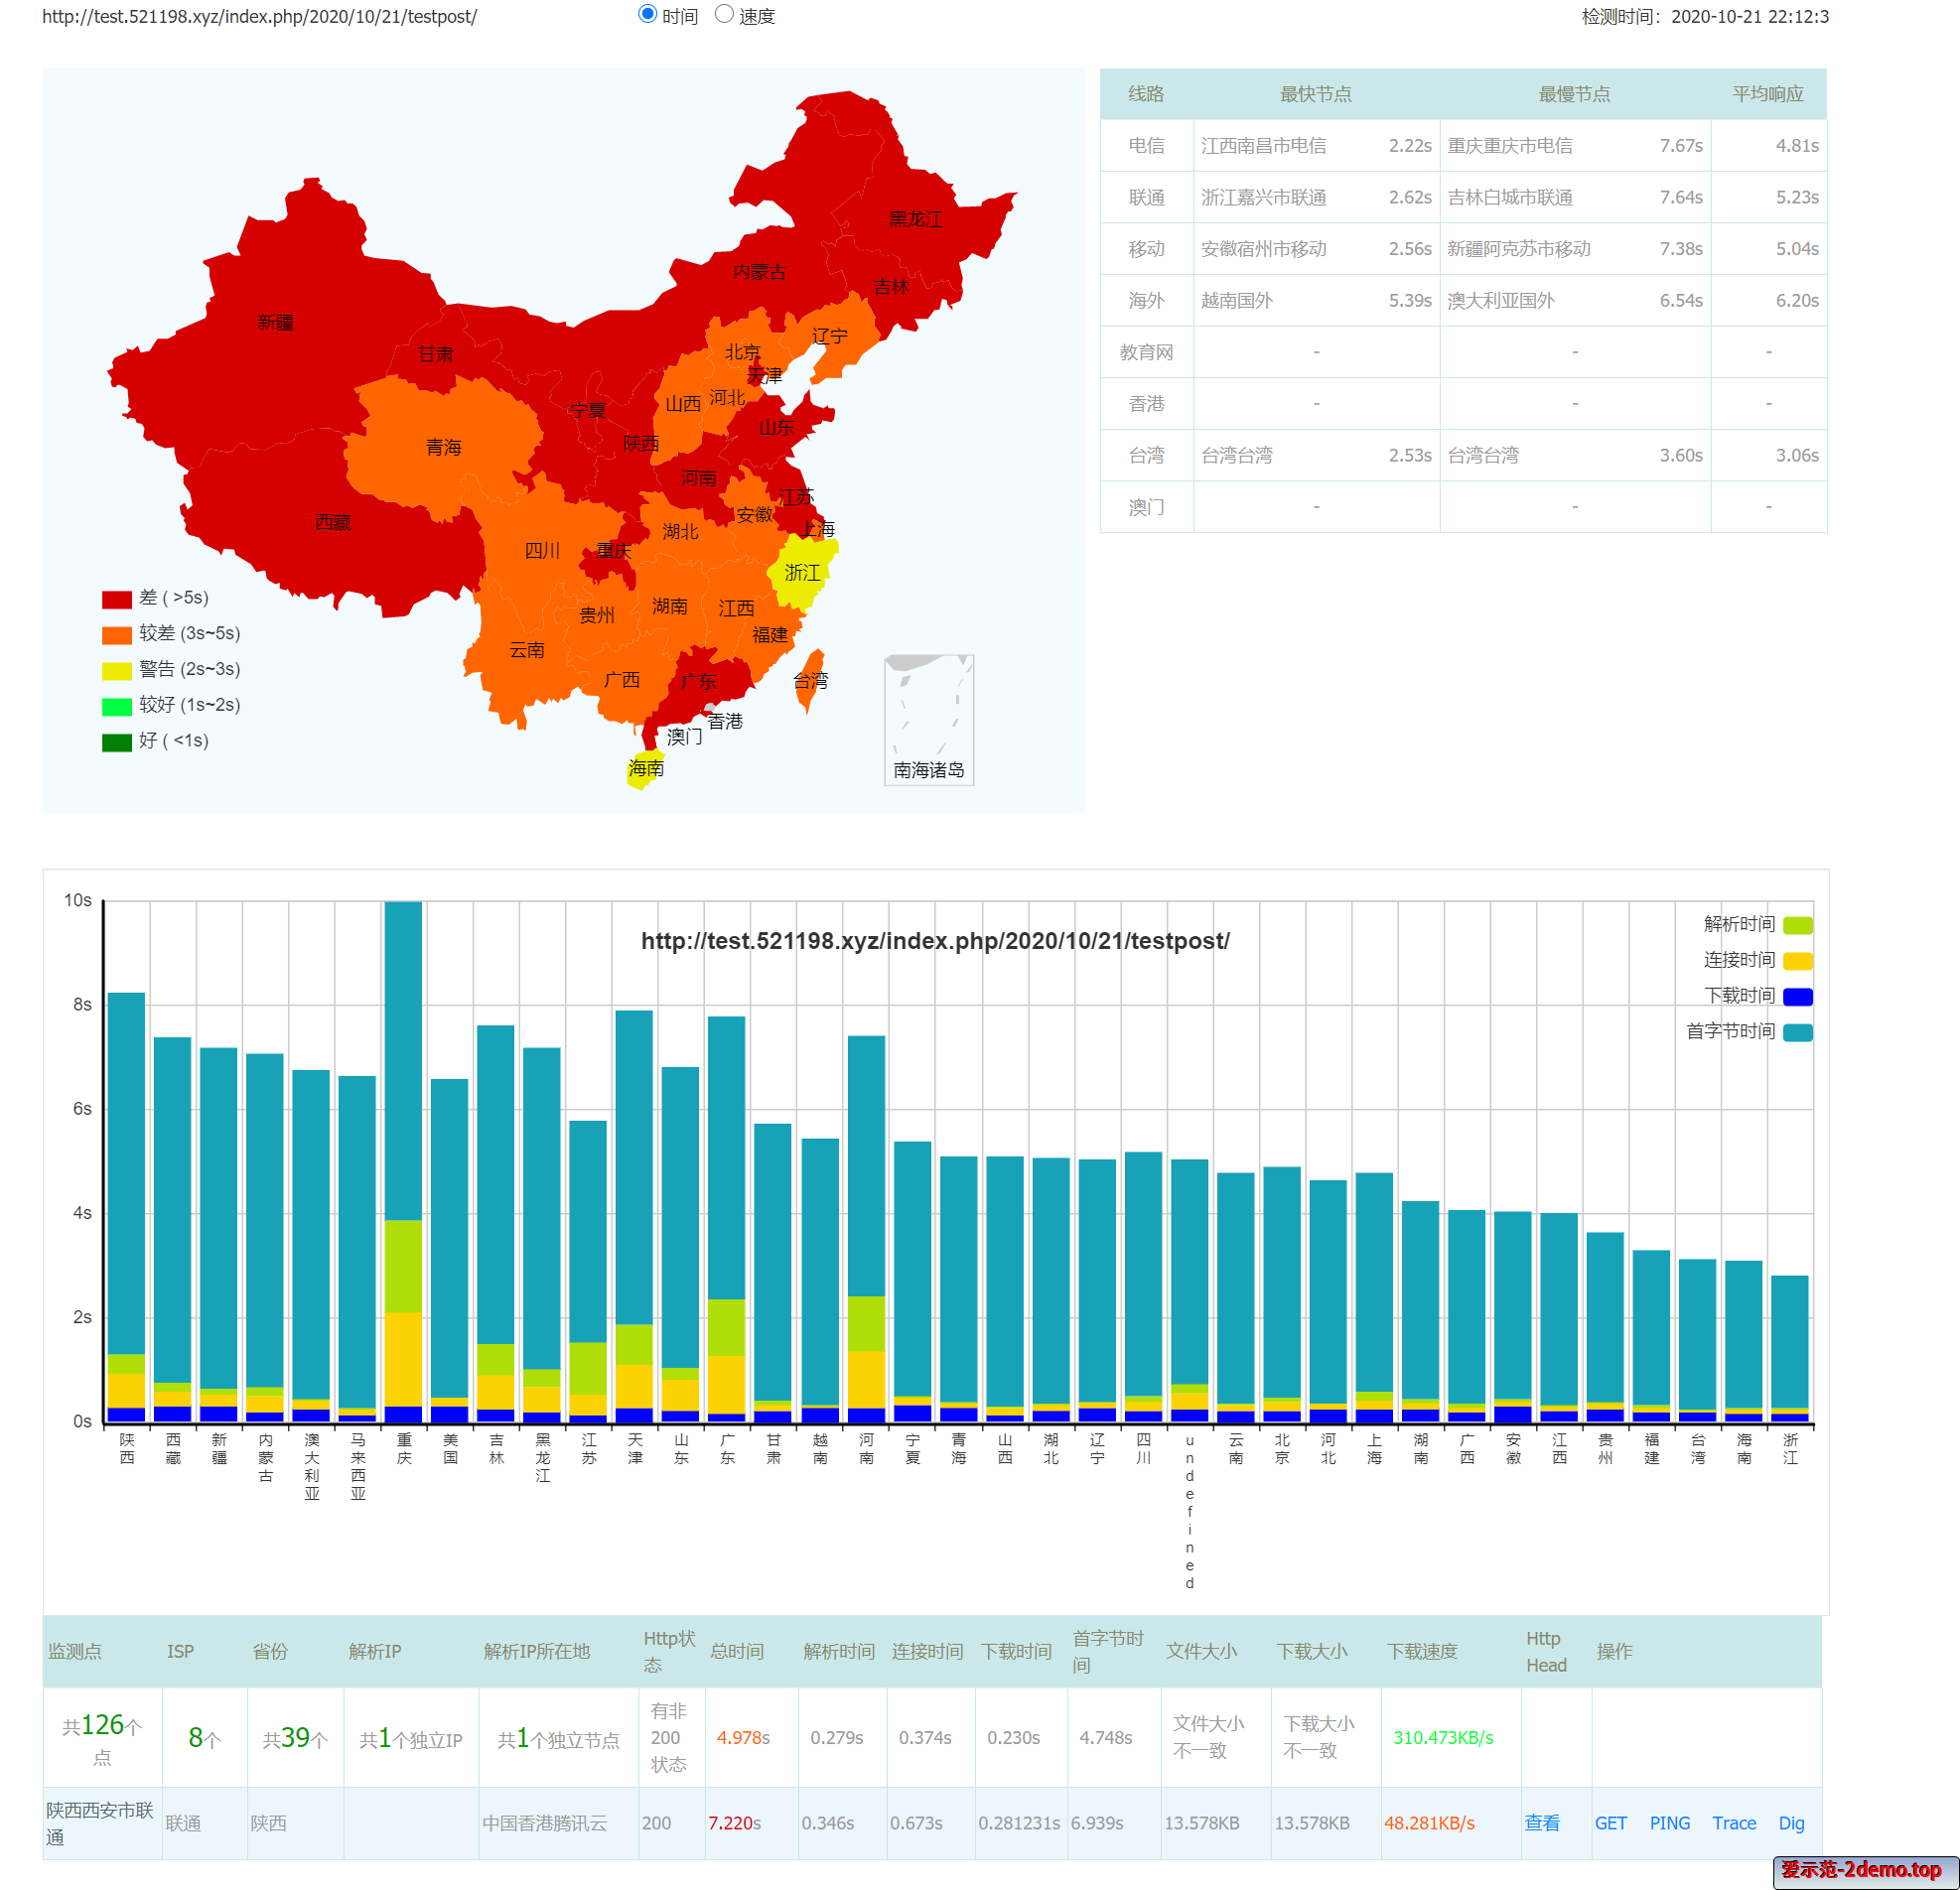 http://test.521198.xyz/index.php/2020/10/21/testpost/ 时间 速度 检测时间：2020-10-21 22:12:3
线路 最快节点 最慢节点 平均响应
电信 江西南昌市电信 2.22s 重庆重庆市电信 7.67s 4.81s
联通 浙江嘉兴市联通 2.62s 吉林白城市联通 7.64s 5.23s
移动 安徽宿州市移动 2.56s 新疆阿克苏市移动 7.38s 5.04s
海外 越南国外 5.39s 澳大利亚国外 6.54s 6.20s
教育网 - - -
香港 - - -
台湾 台湾台湾 2.53s 台湾台湾 3.60s 3.06s
澳门 - - -
黑龙江
内蒙古
吉林
新疆
辽宁
甘肃
北京
天津
山西
河北
宁夏
山东
陕西
青海
河南
江苏
安徽
西藏
上海
湖北
四川
重庆
浙江
湖南
江西
贵州
福建
云南
广西
广东
台湾
香港
澳门
海南
南海诸岛
差 ( >5s)
较差 (3s~5s)
警告 (2s~3s)
较好 (1s~2s)
好 ( <1s)
http://test.521198.xyz/index.php/2020/10/21/testpost/
解析时间
连接时间
下载时间
首字节时间
10s
8s
6s
4s
2s
0s
陕西 西藏 新疆 内蒙古 澳大利亚 马来西亚 重庆 美国 吉林 黑龙江 江苏 天津 山东 广东 甘肃 越南 河南 宁夏 青海 山西 湖北 辽宁 四川 undefined 云南 北京 河北 上海 湖南 广西 安徽 江西 贵州 福建 台湾 海南 浙江
监测点 ISP 省份 解析IP 解析IP所在地 Http状态 总时间 解析时间 连接时间 下载时间 首字节时间 文件大小 下载大小 下载速度 Http Head 操作
共126个点 8个 共39个 共1个独立IP 共1个独立节点 有非200状态 4.978s 0.279s 0.374s 0.230s 4.748s 文件大小不一致 下载大小不一致 310.473KB/s
陕西西安市联通 联通 陕西 中国香港腾讯云 200 7.220s 0.346s 0.673s 0.281231s 6.939s 13.578KB 13.578KB 48.281KB/s 查看 GET PING Trace Dig
爱示范-2demo.top